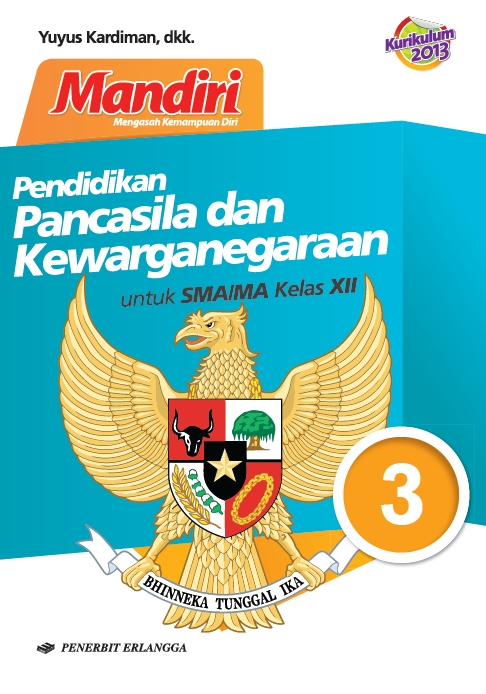 Yuyus Kardiman, dkk.
Kurikulum
2013
Mandiri
Mengasah Kemampuan Diri
Pendidikan
Pancasila dan
Kewarganegaraan
untuk SMA/MA Kelas XII
3
BHINNEKA TUNGGAL IKA
PENERBIT ERLANGGA